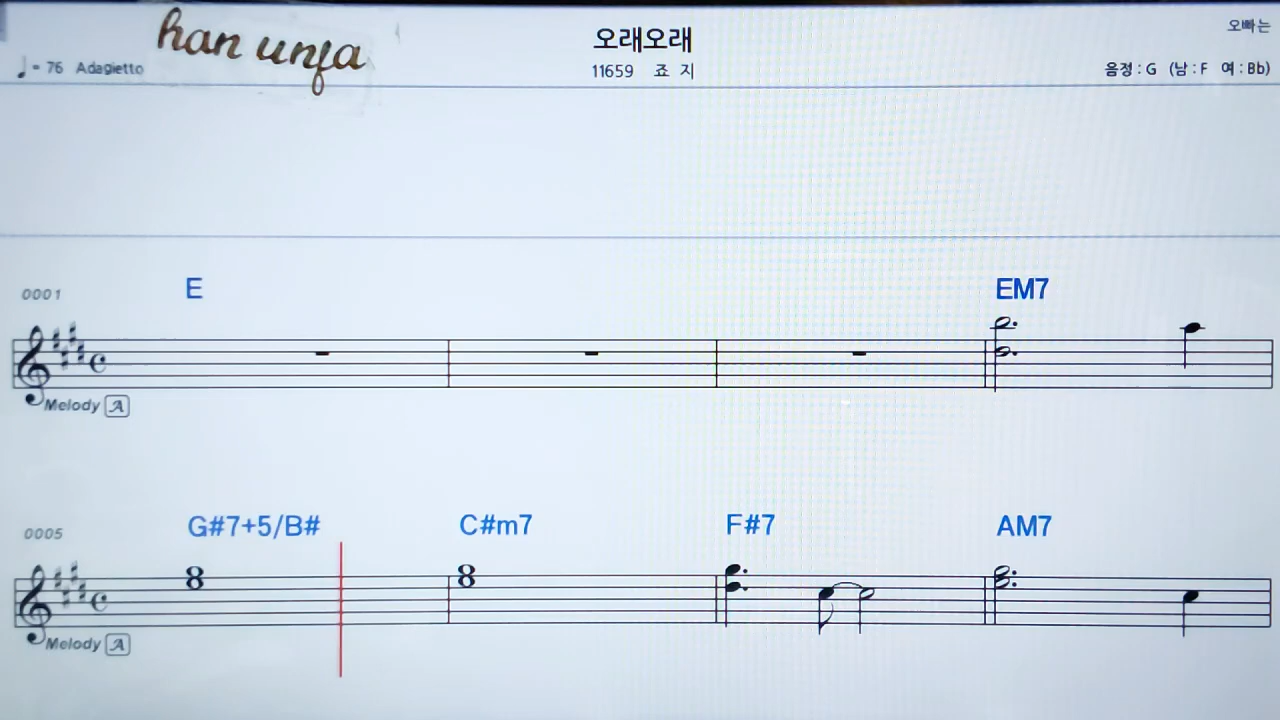 han unfa
오래오래
오빠는
♩= 76 Adagietto
11659 죠 지
음정 : G (남 : F 여 : Bb)
E
EM7
0001
Melody A
G#7+5/B#
C#m7
F#7
AM7
0005
Melody A